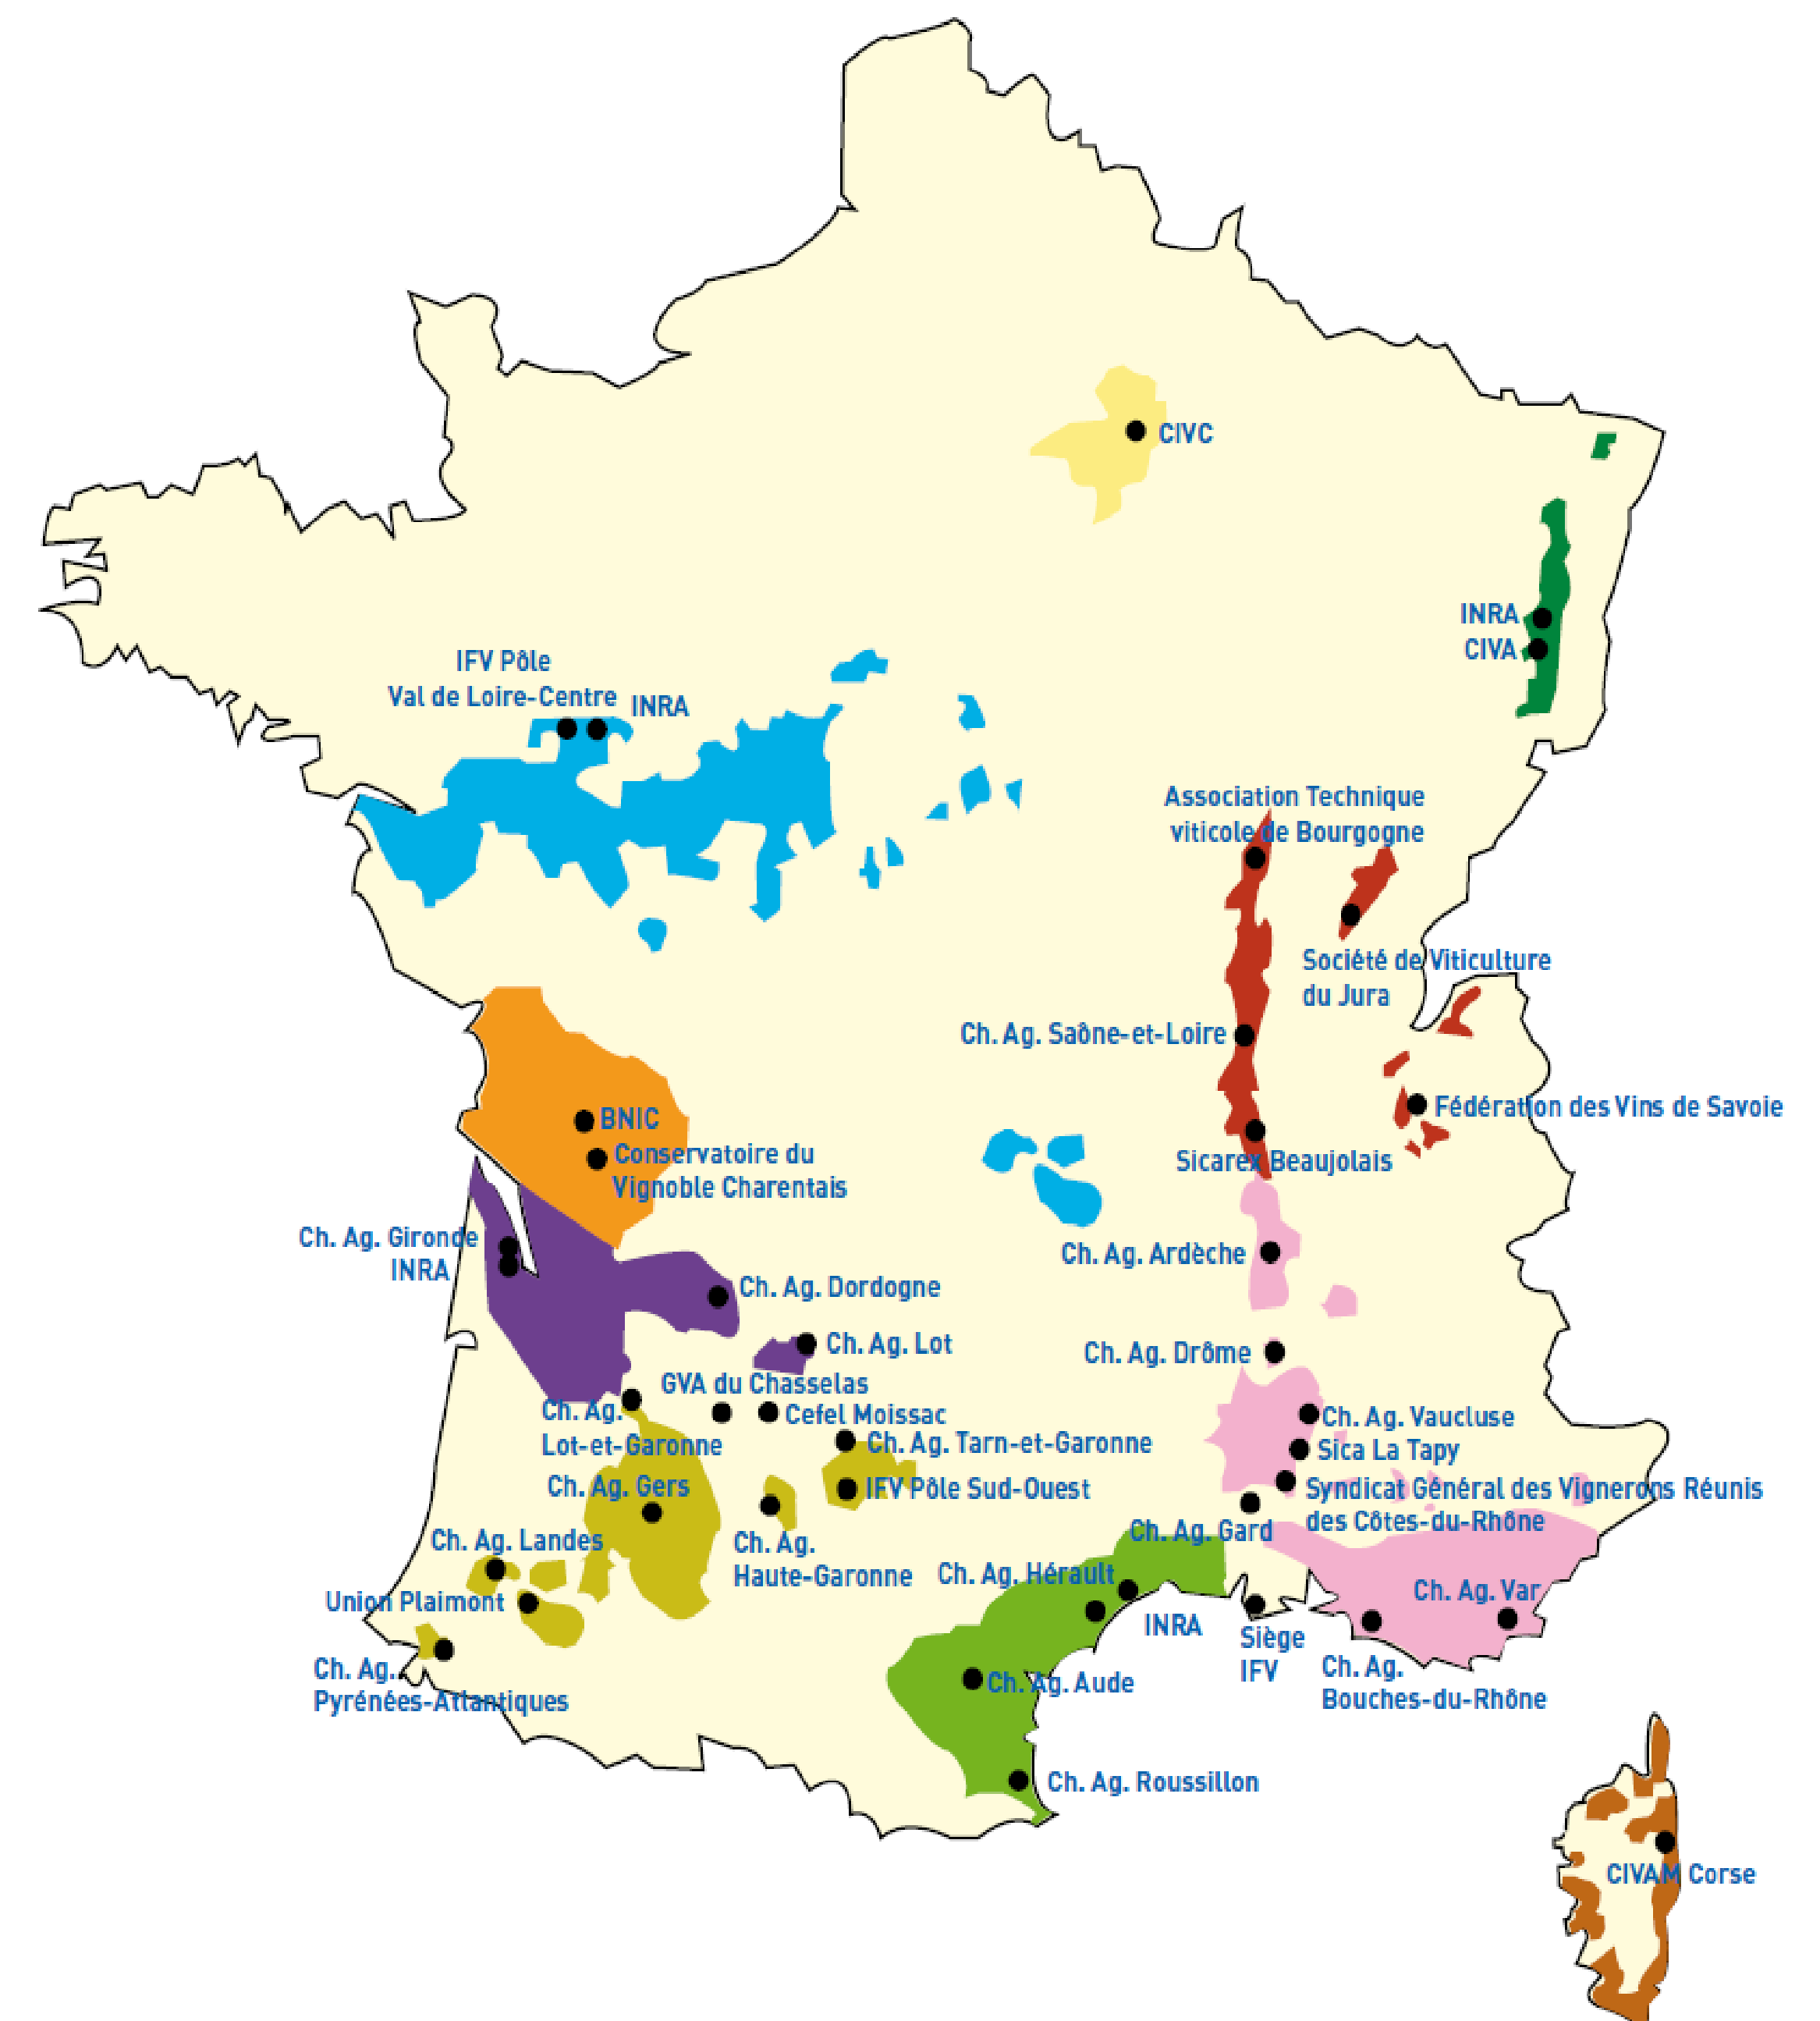 CIVC
INRA
CIVA
IFV Pôle
Val de Loire-Centre
INRA
Association Technique
viticole de Bourgogne
Société de Viticulture
du Jura
Ch. Ag. Saône-et-Loire
Fédération des Vins de Savoie
BNIC
Conservatoire du
Vignoble Charentais
Sicarex Beaujolais
Ch. Ag. Gironde
INRA
Ch. Ag. Ardèche
Ch. Ag. Dordogne
Ch. Ag. Lot
Ch. Ag. Drôme
GVA du Chasselas
Ch. Ag.
Lot-et-Garonne
Cefel Moissac
Ch. Ag. Vaucluse
Ch. Ag. Tarn-et-Garonne
Sica La Tapy
Ch. Ag. Gers
IFV Pôle Sud-Ouest
Syndicat Général des Vignerons Réunis
des Côtes-du-Rhône
Ch. Ag. Gard
Ch. Ag. Landes
Ch. Ag.
Haute-Garonne
Ch. Ag. Hérault
Union Plaimont
Ch. Ag. Var
INRA
Siège
IFV
Ch. Ag.
Pyrénées-Atlantiques
Ch. Ag. Aude
Ch. Ag.
Bouches-du-Rhône
Ch. Ag. Roussillon
CIVAM Corse